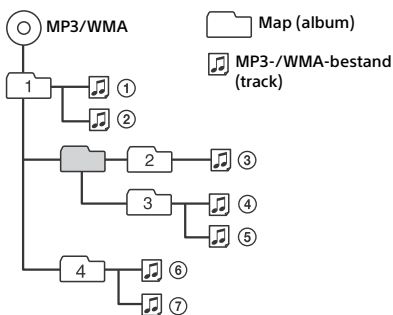 MP3/WMA
Map (album)
MP3-/WMA-bestand
(track)
1
①
②
2
③
3
④
⑤
4
⑥
⑦